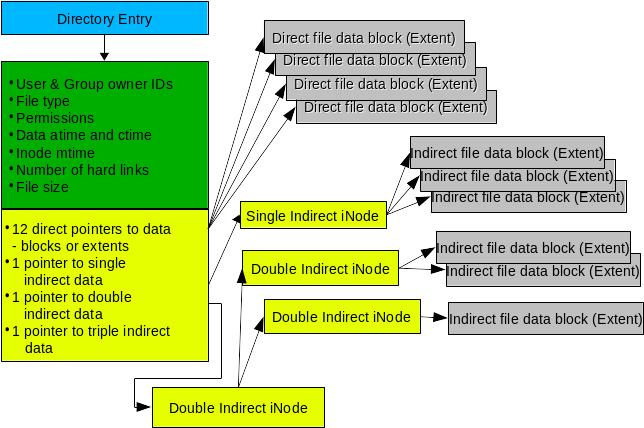 Directory Entry
• User & Group owner IDs
• File type
• Permissions
• Data atime and ctime
• Inode mtime
• Number of hard links
• File size
• 12 direct pointers to data
- blocks or extents
• 1 pointer to single
indirect data
• 1 pointer to double
indirect data
• 1 pointer to triple indirect
data
Direct file data block (Extent)
Direct file data block (Extent)
Direct file data block (Extent)
Direct file data block (Extent)
Single Indirect iNode
Indirect file data block (Extent)
Indirect file data block (Extent)
Indirect file data block (Extent)
Double Indirect iNode
Indirect file data block (Extent)
Indirect file data block (Extent)
Double Indirect iNode
Indirect file data block (Extent)
Double Indirect iNode